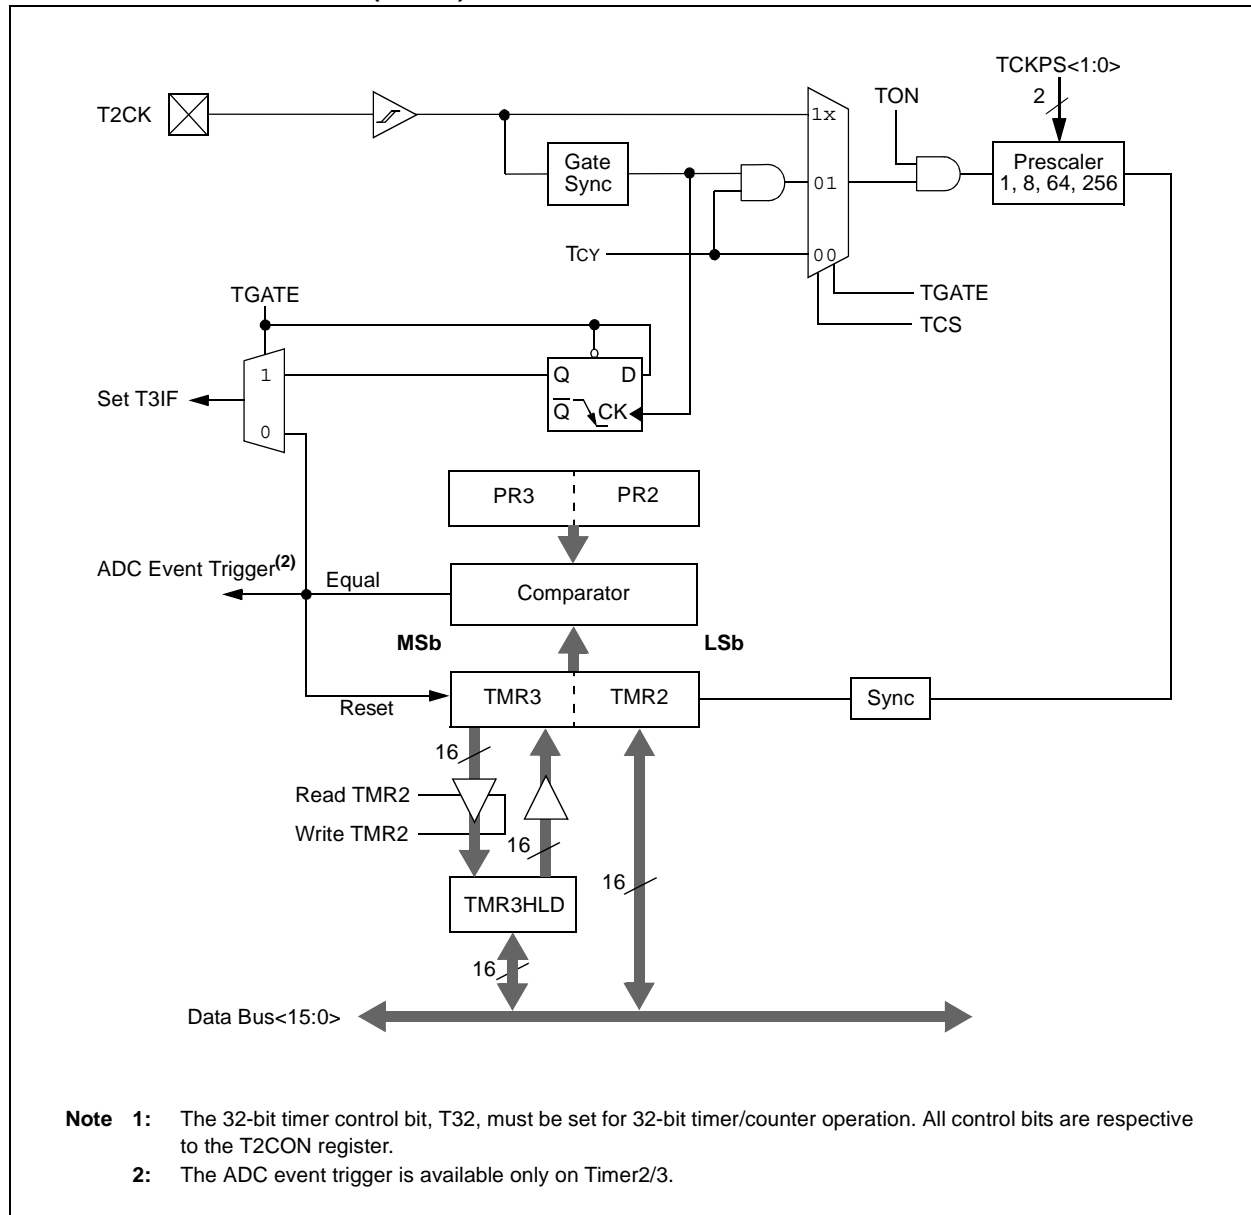 TCKPS<1:0>
2
TON
T2CK
1x
Gate
Sync
Prescaler
1, 8, 64, 256
01
TCY
00
TGATE
TCS
TGATE
1
Q
D
Set T3IF
Q
CK
0
PR3
PR2
ADC Event Trigger(2)
Equal
Comparator
MSb
LSb
TMR3
TMR2
Sync
Reset
16
Read TMR2
Write TMR2
16
16
TMR3HLD
16
Data Bus<15:0>
Note 1: The 32-bit timer control bit, T32, must be set for 32-bit timer/counter operation. All control bits are respective
to the T2CON register.
2: The ADC event trigger is available only on Timer2/3.